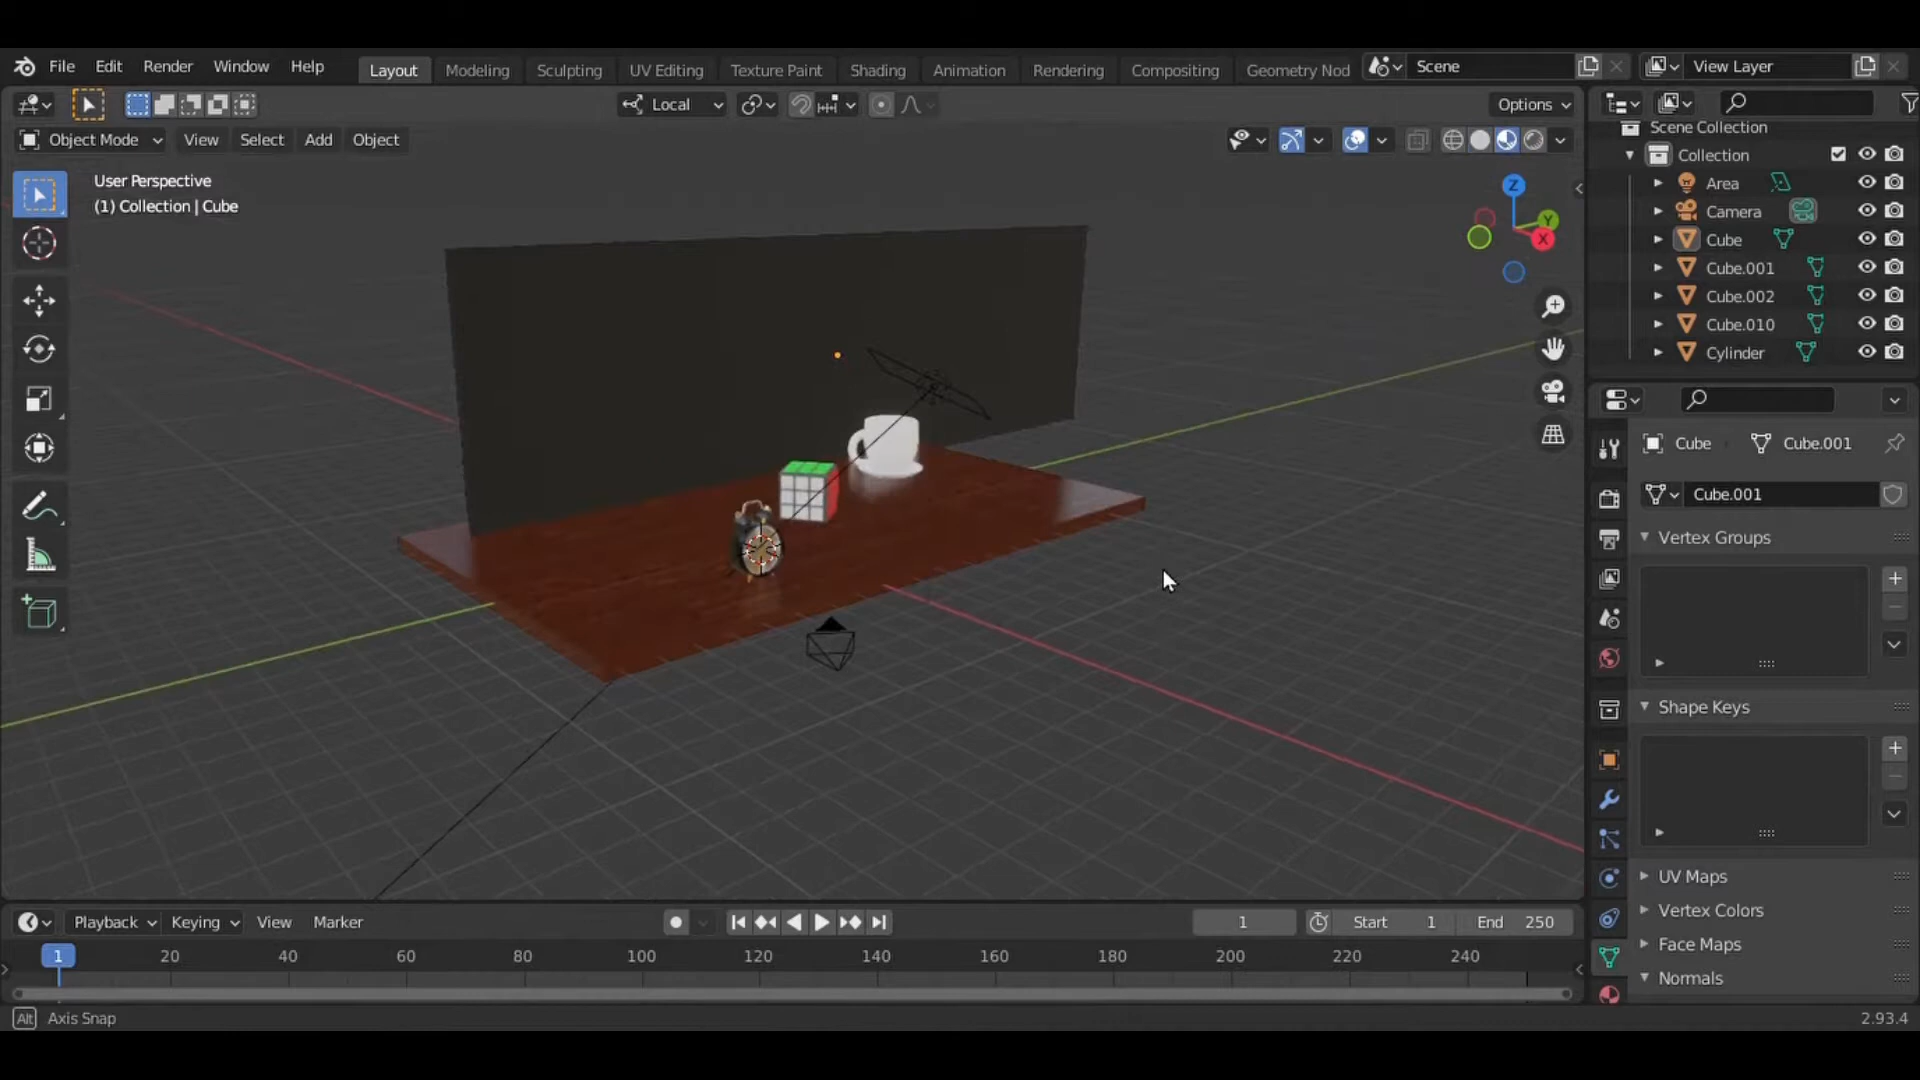 File Edit Render Window Help Layout Modeling Sculpting UV Editing Texture Paint Shading Animation Rendering Compositing Geometry Nod Scene View Layer
Local Options
Object Mode View Select Add Object
User Perspective
(1) Collection | Cube
Z
Y
X
Scene Collection
Collection
Area
Camera
Cube
Cube.001
Cube.002
Cube.010
Cylinder
Cube Cube.001
Cube.001
Vertex Groups
Shape Keys
UV Maps
Vertex Colors
Face Maps
Normals
Playback Keying View Marker 1 Start 1 End 250
1 20 40 60 80 100 120 140 160 180 200 220 240
Alt Axis Snap 2.93.4